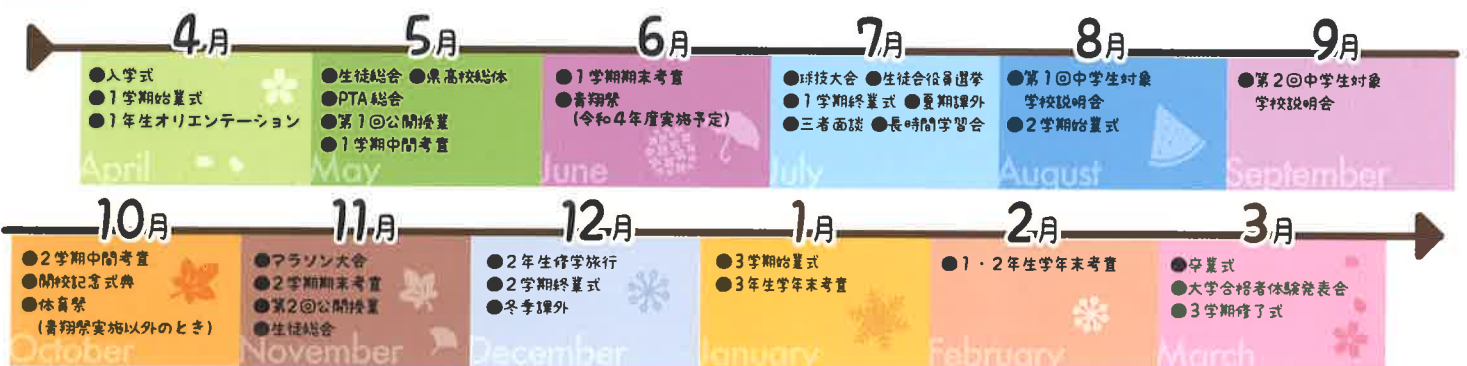 4月
●入学式
●1学期始業式
●1年生オリエンテーション
April
5月
●生徒総会 ●県高校総体
●PTA総会
●第1回公開授業
●1学期中間考査
May
6月
●1学期期末考査
●青翔祭
(令和4年度実施予定)
June
7月
●球技大会 ●生徒会役員選挙
●1学期終業式 ●夏期課外
●三者面談 ●長時間学習会
July
8月
●第1回中学生対象
学校説明会
●2学期始業式
August
9月
●第2回中学生対象
学校説明会
September
10月
●2学期中間考査
●開校記念式典
●体育祭
(青翔祭実施以外のとき)
October
11月
●マラソン大会
●2学期期末考査
●第2回公開授業
●生徒総会
November
12月
●2年生修学旅行
●2学期終業式
●冬季課外
December
1月
●3学期始業式
●3年生学年末考査
January
2月
●1・2年生学年末考査
February
3月
●卒業式
●大学合格者体験発表会
●3学期修了式
March